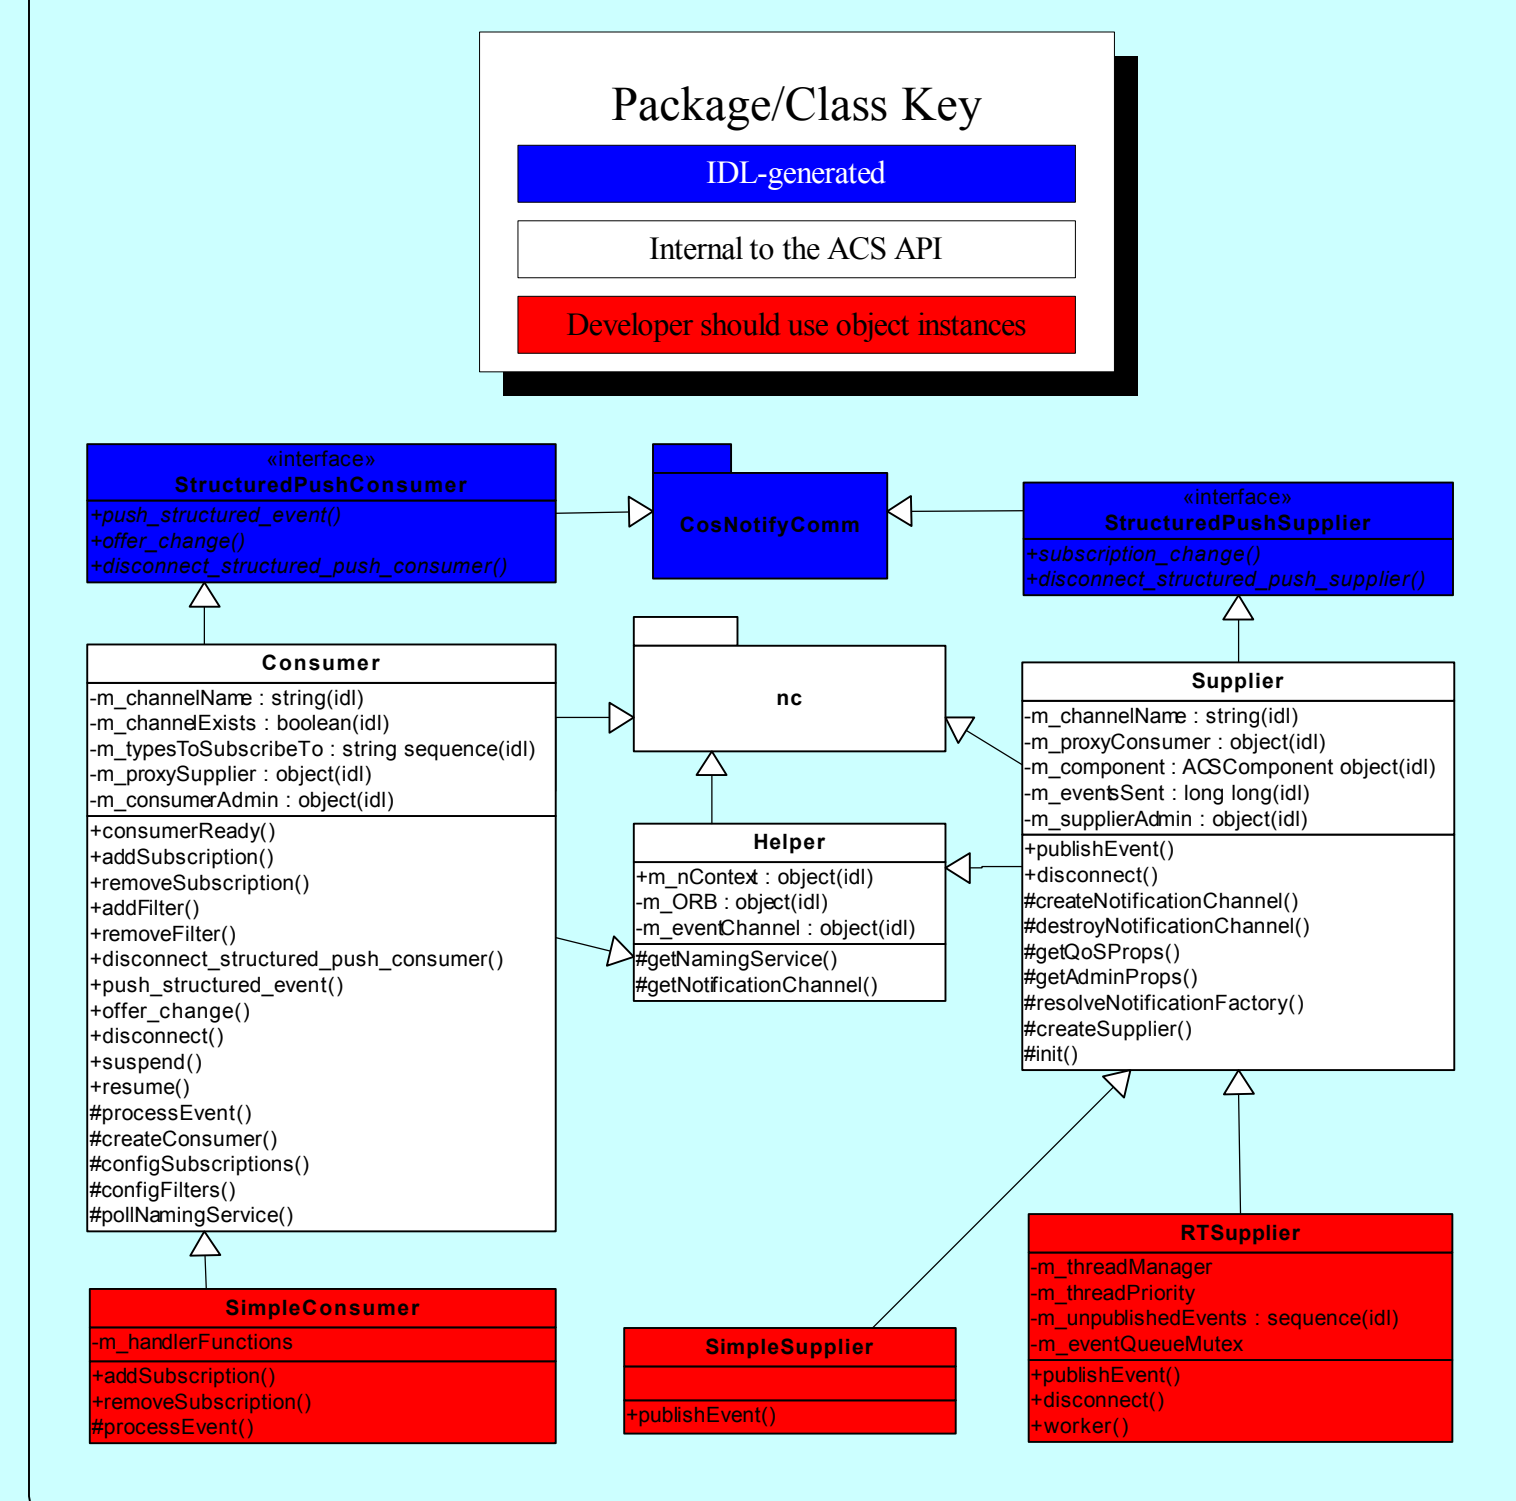 Package/Class Key
IDL-generated
Internal to the ACS API
Developer should use object instances
«interface»
StructuredPushConsumer
+push_structured_event()
+offer_change()
+disconnect_structured_push_consumer()
CosNotifyComm
«interface»
StructuredPushSupplier
+subscription_change()
+disconnect_structured_push_supplier()
Consumer
-m_channelName : string(idl)
-m_channelExists : boolean(idl)
-m_typesToSubscribeTo : string sequence(idl)
-m_proxySupplier : object(idl)
-m_consumerAdmin : object(idl)
+consumerReady()
+addSubscription()
+removeSubscription()
+addFilter()
+removeFilter()
+disconnect_structured_push_consumer()
+push_structured_event()
+offer_change()
+disconnect()
+suspend()
+resume()
#processEvent()
#createConsumer()
#configSubscriptions()
#configFilters()
#pollNamingService()
nc
Helper
+m_nContext : object(idl)
-m_ORB : object(idl)
-m_eventChannel : object(idl)
#getNamingService()
#getNotificationChannel()
Supplier
-m_channelName : string(idl)
-m_proxyConsumer : object(idl)
-m_component : ACSComponent object(idl)
-m_eventsSent : long long(idl)
-m_supplierAdmin : object(idl)
+publishEvent()
+disconnect()
#createNotificationChannel()
#destroyNotificationChannel()
#getQoSProps()
#getAdminProps()
#resolveNotificationFactory()
#createSupplier()
#init()
SimpleConsumer
-m_handlerFunctions
+addSubscription()
+removeSubscription()
#processEvent()
SimpleSupplier
+publishEvent()
RTSupplier
-m_threadManager
-m_threadPriority
-m_unpublishedEvents : sequence(idl)
-m_eventQueueMutex
+publishEvent()
+disconnect()
+worker()